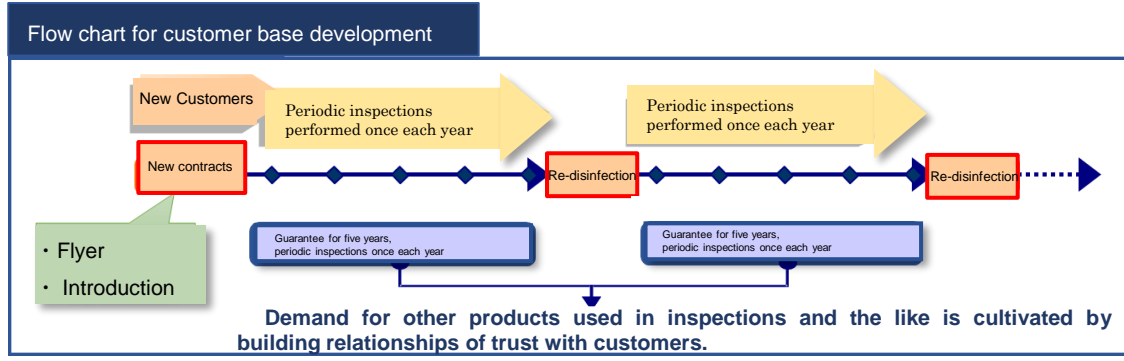 Flow chart for customer base development
New Customers
Periodic inspections
performed once each year
Periodic inspections
performed once each year
New contracts
Re-disinfection
Re-disinfection
・ Flyer
・ Introduction
Guarantee for five years,
periodic inspections once each year
Guarantee for five years,
periodic inspections once each year
Demand for other products used in inspections and the like is cultivated by
building relationships of trust with customers.